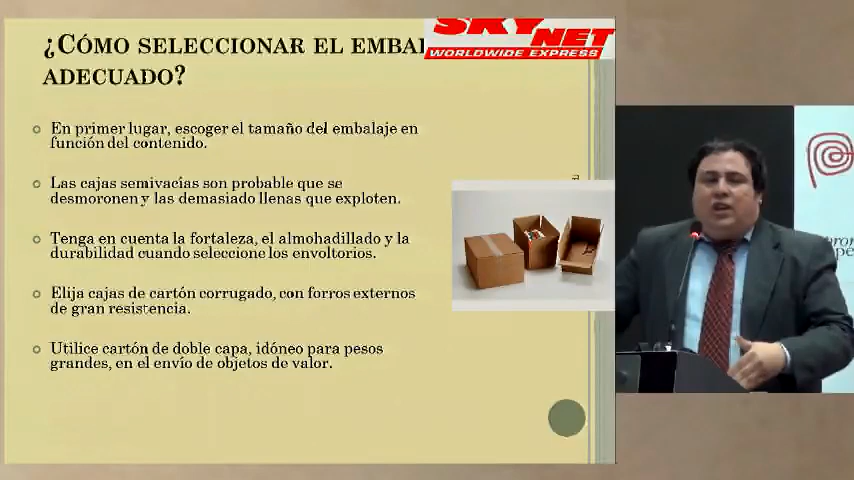 ¿CÓMO SELECCIONAR EL
SKYNET
ADECUADO?
WORLDWIDE EXPRESS
En primer lugar, escoger el tamaño del embalaje en
función del contenido.
Las cajas semivacías son probable que se
desmoronen y las demasiado llenas que exploten.
Tenga en cuenta la fortaleza, el almohadillado y la
durabilidad cuando seleccione los envoltorios.
Elija cajas de cartón corrugado, con forros externos
de gran resistencia.
Utilice cartón de doble capa, idóneo para pesos
grandes, en el envío de objetos de valor.